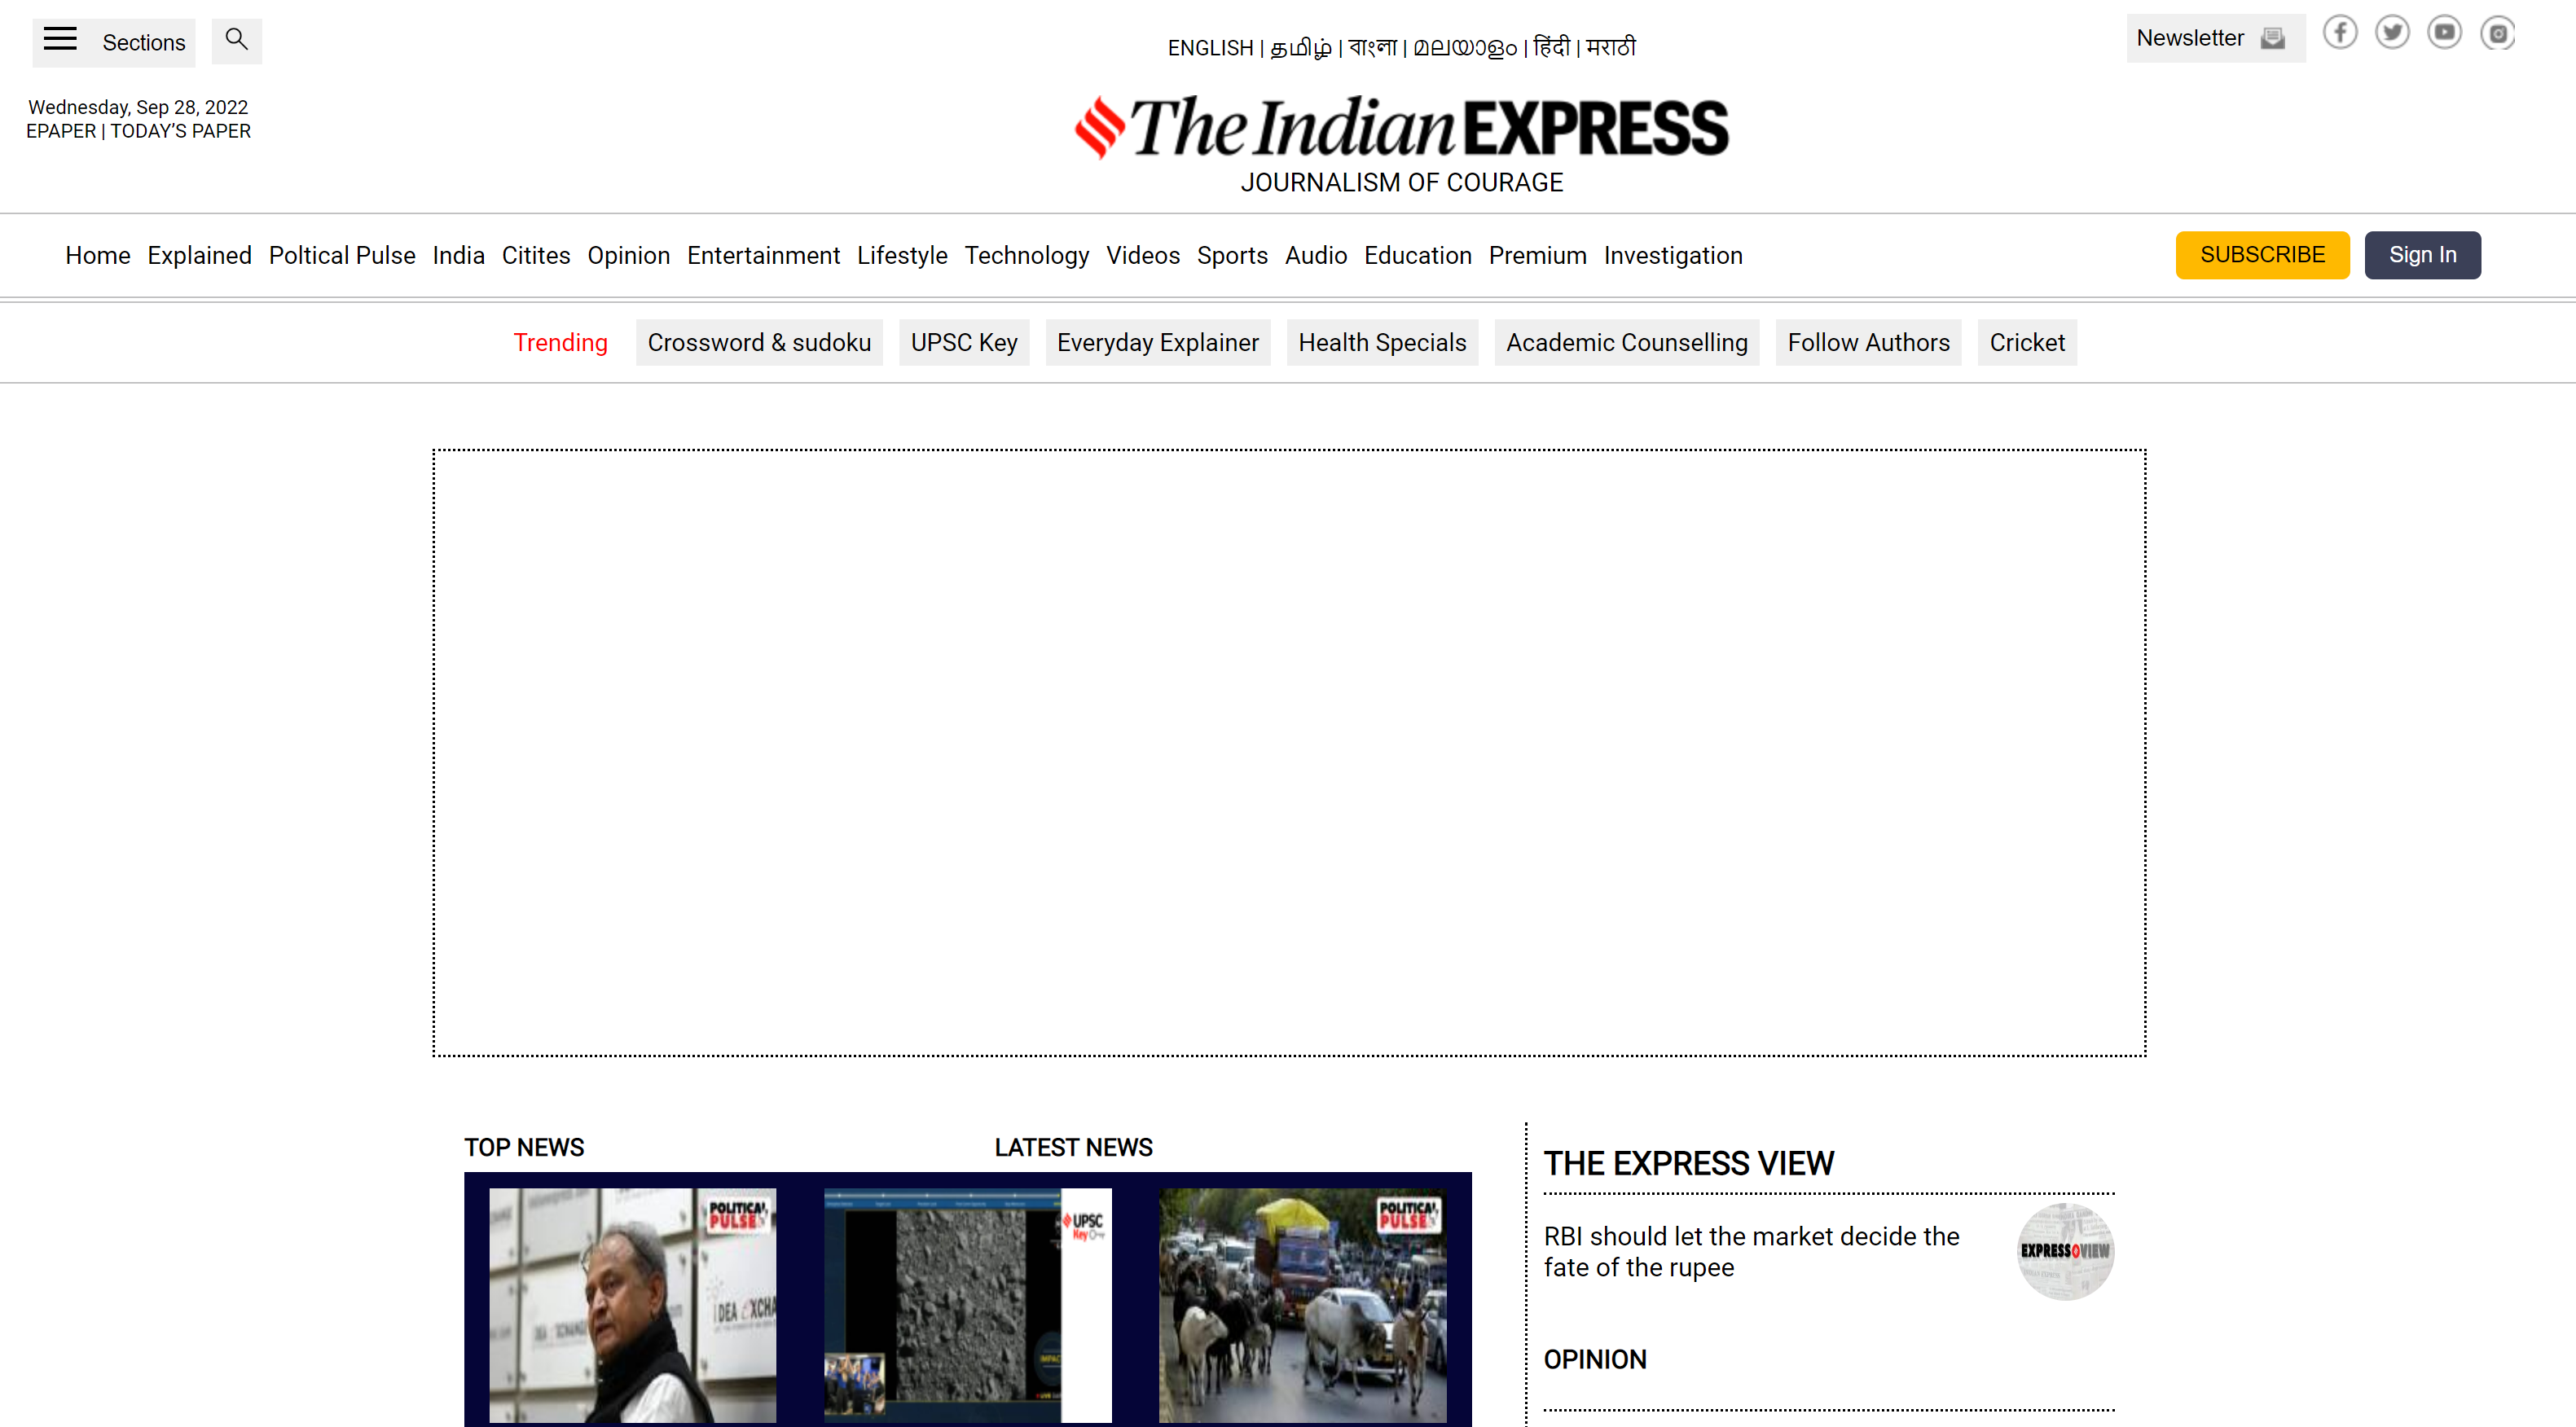 Sections
ENGLISH | தமிழ் | বাংলা | മലയാളം | हिंदी | मराठी
Newsletter
Wednesday, Sep 28, 2022
EPAPER | TODAY'S PAPER
The Indian EXPRESS
JOURNALISM OF COURAGE
Home Explained Poltical Pulse India Citites Opinion Entertainment Lifestyle Technology Videos Sports Audio Education Premium Investigation
SUBSCRIBE Sign In
Trending Crossword & sudoku UPSC Key Everyday Explainer Health Specials Academic Counselling Follow Authors Cricket
TOP NEWS LATEST NEWS
POLITICAL PULSE
UPSC Key
POLITICAL PULSE
THE EXPRESS VIEW
RBI should let the market decide the
fate of the rupee
EXPRESS VIEW
OPINION